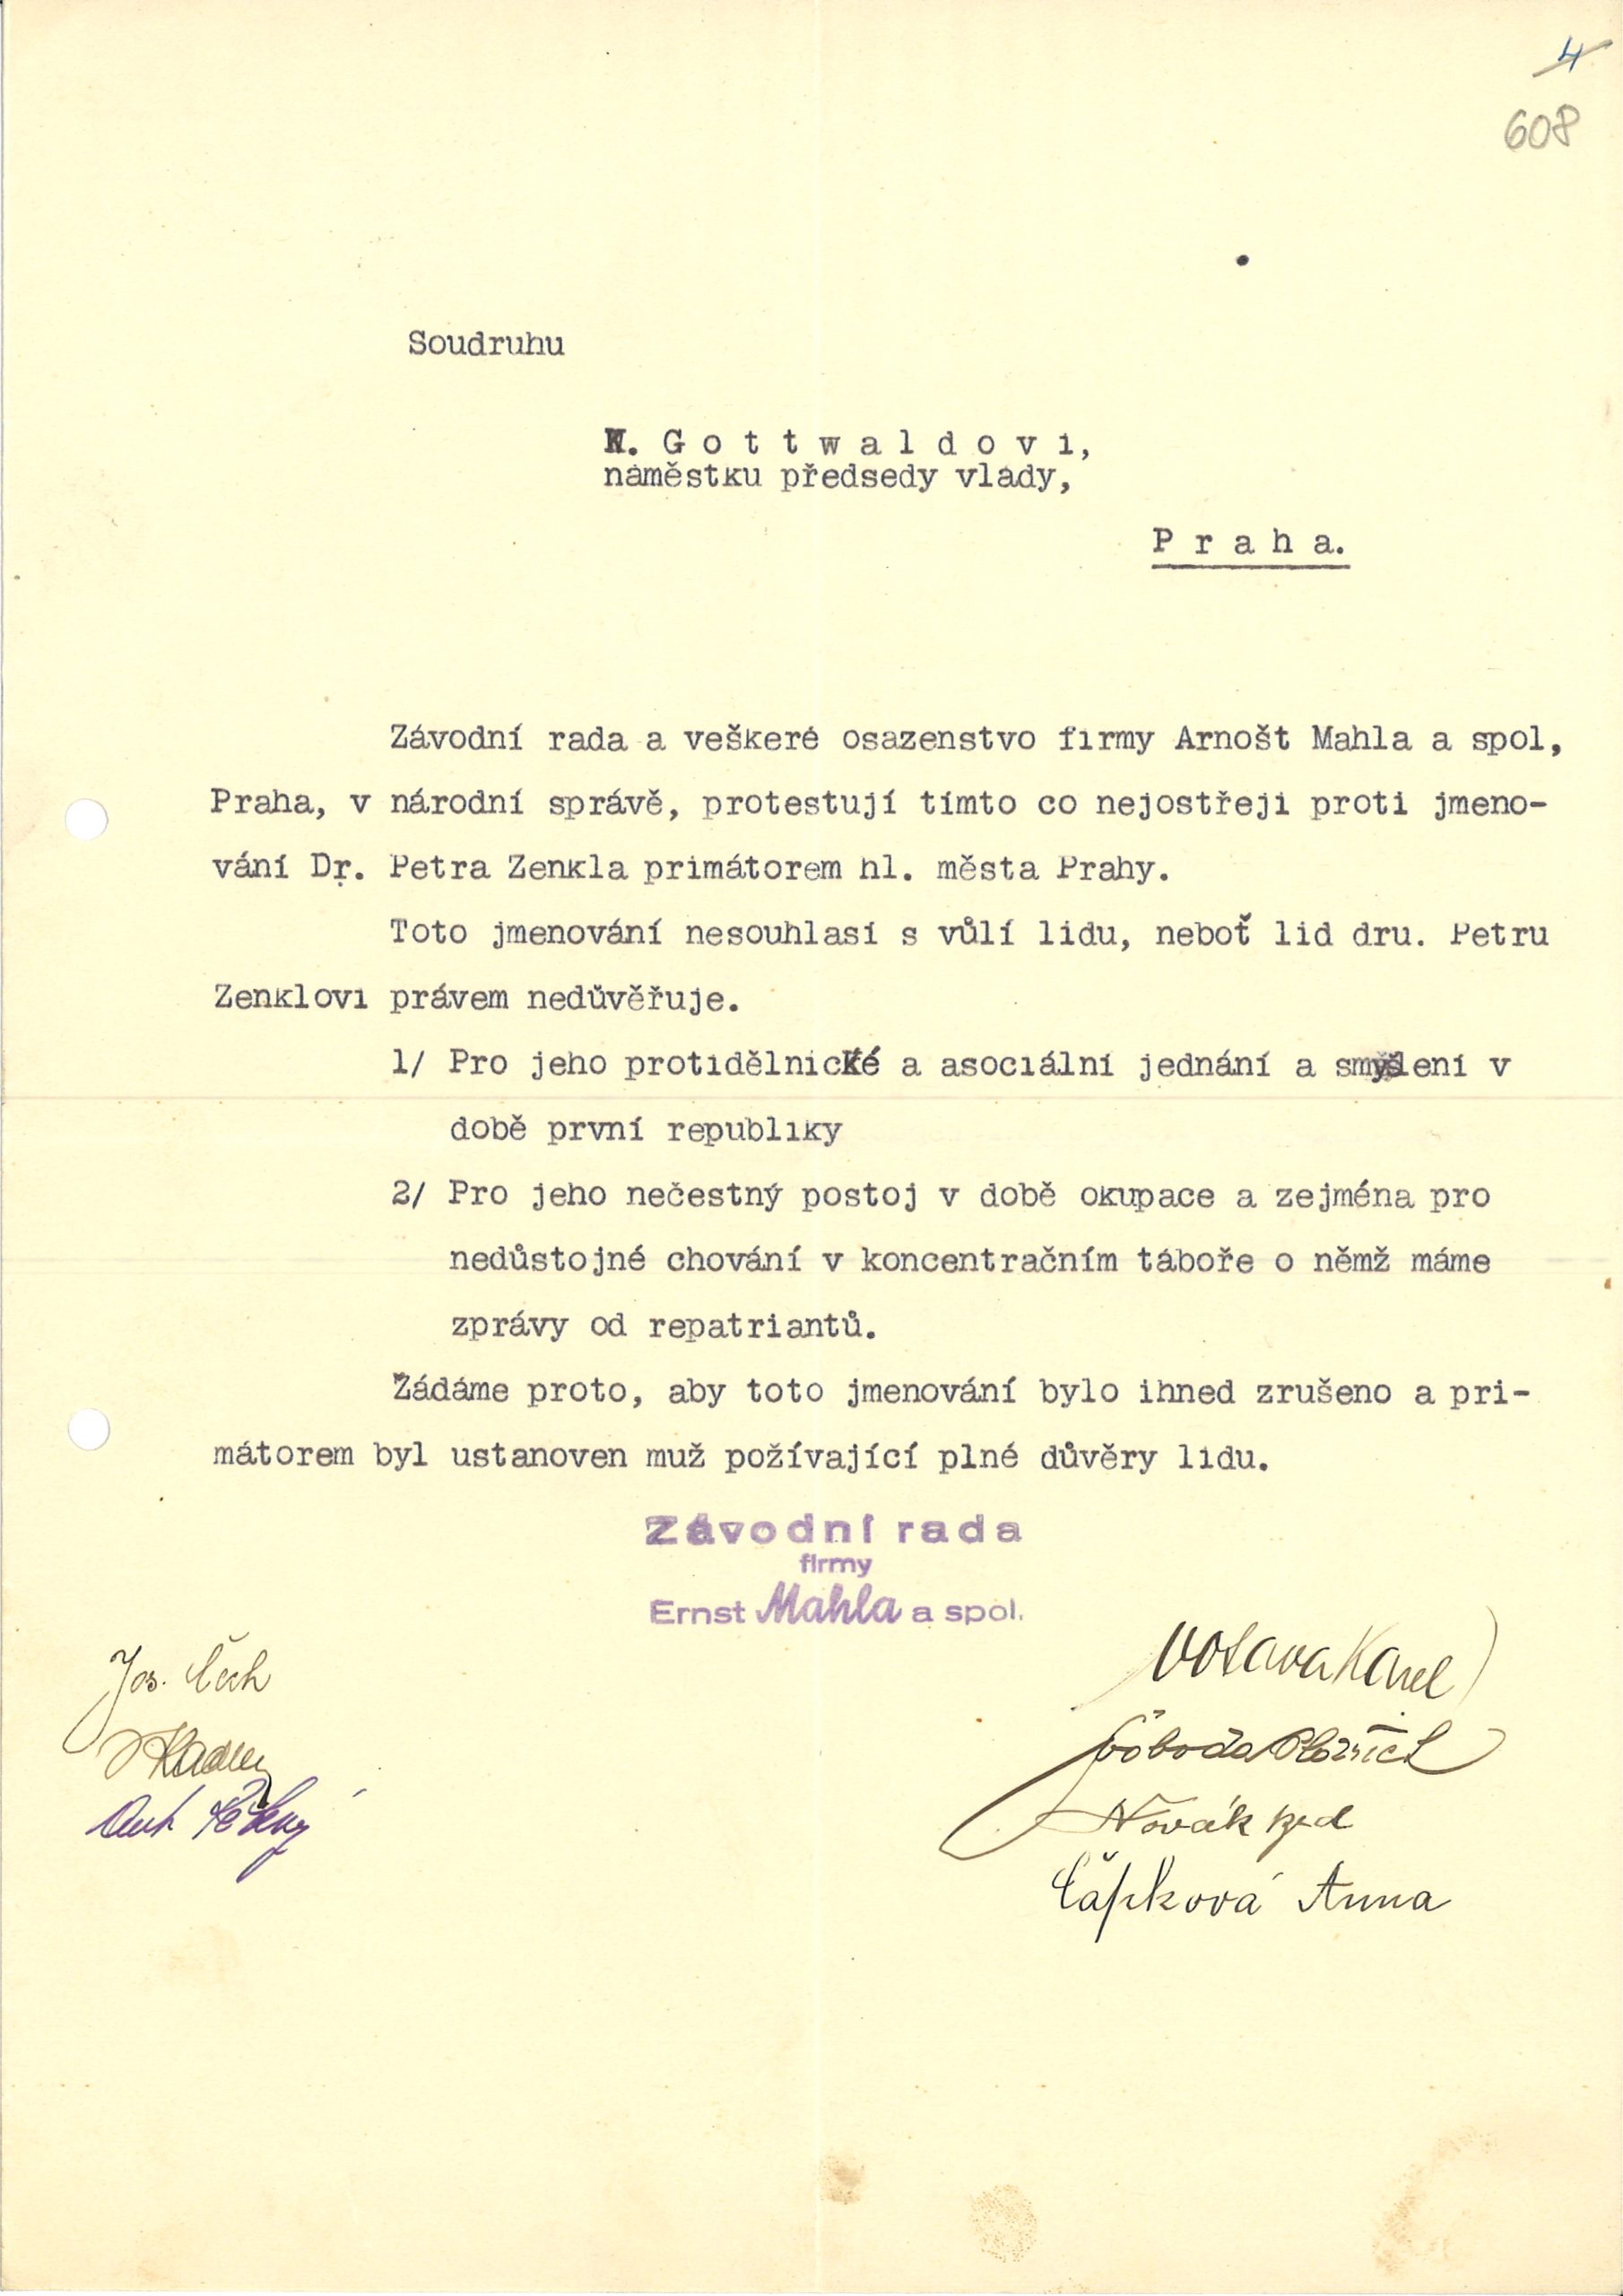 4
608
Soudruhu
K. G o t t w a l d o v i,
náměstku předsedy vlády,
P r a h a.
Závodní rada a veškeré osazenstvo firmy Arnošt Mahla a spol,
Praha, v národní správě, protestují tímto co nejostřeji proti jmeno-
vání Dr. Petra Zenkla primátorem hl. města Prahy.
Toto jmenování nesouhlasí s vůlí lidu, neboť lid dru. Petru
Zenklovi právem nedůvěřuje.
1/ Pro jeho protidělnické a asociální jednání a smyšlení v
době první republiky
2/ Pro jeho nečestný postoj v době okupace a zejména pro
nedůstojné chování v koncentračním táboře o němž máme
zprávy od repatriantů.
Žádáme proto, aby toto jmenování bylo ihned zrušeno a pri-
mátorem byl ustanoven muž požívající plné důvěry lidu.
Závodní rada
firmy
Ernst Mahla a spol.
Jos. Čech
Votava Karel
Svoboda
Ant
Novák
Čápková Anna